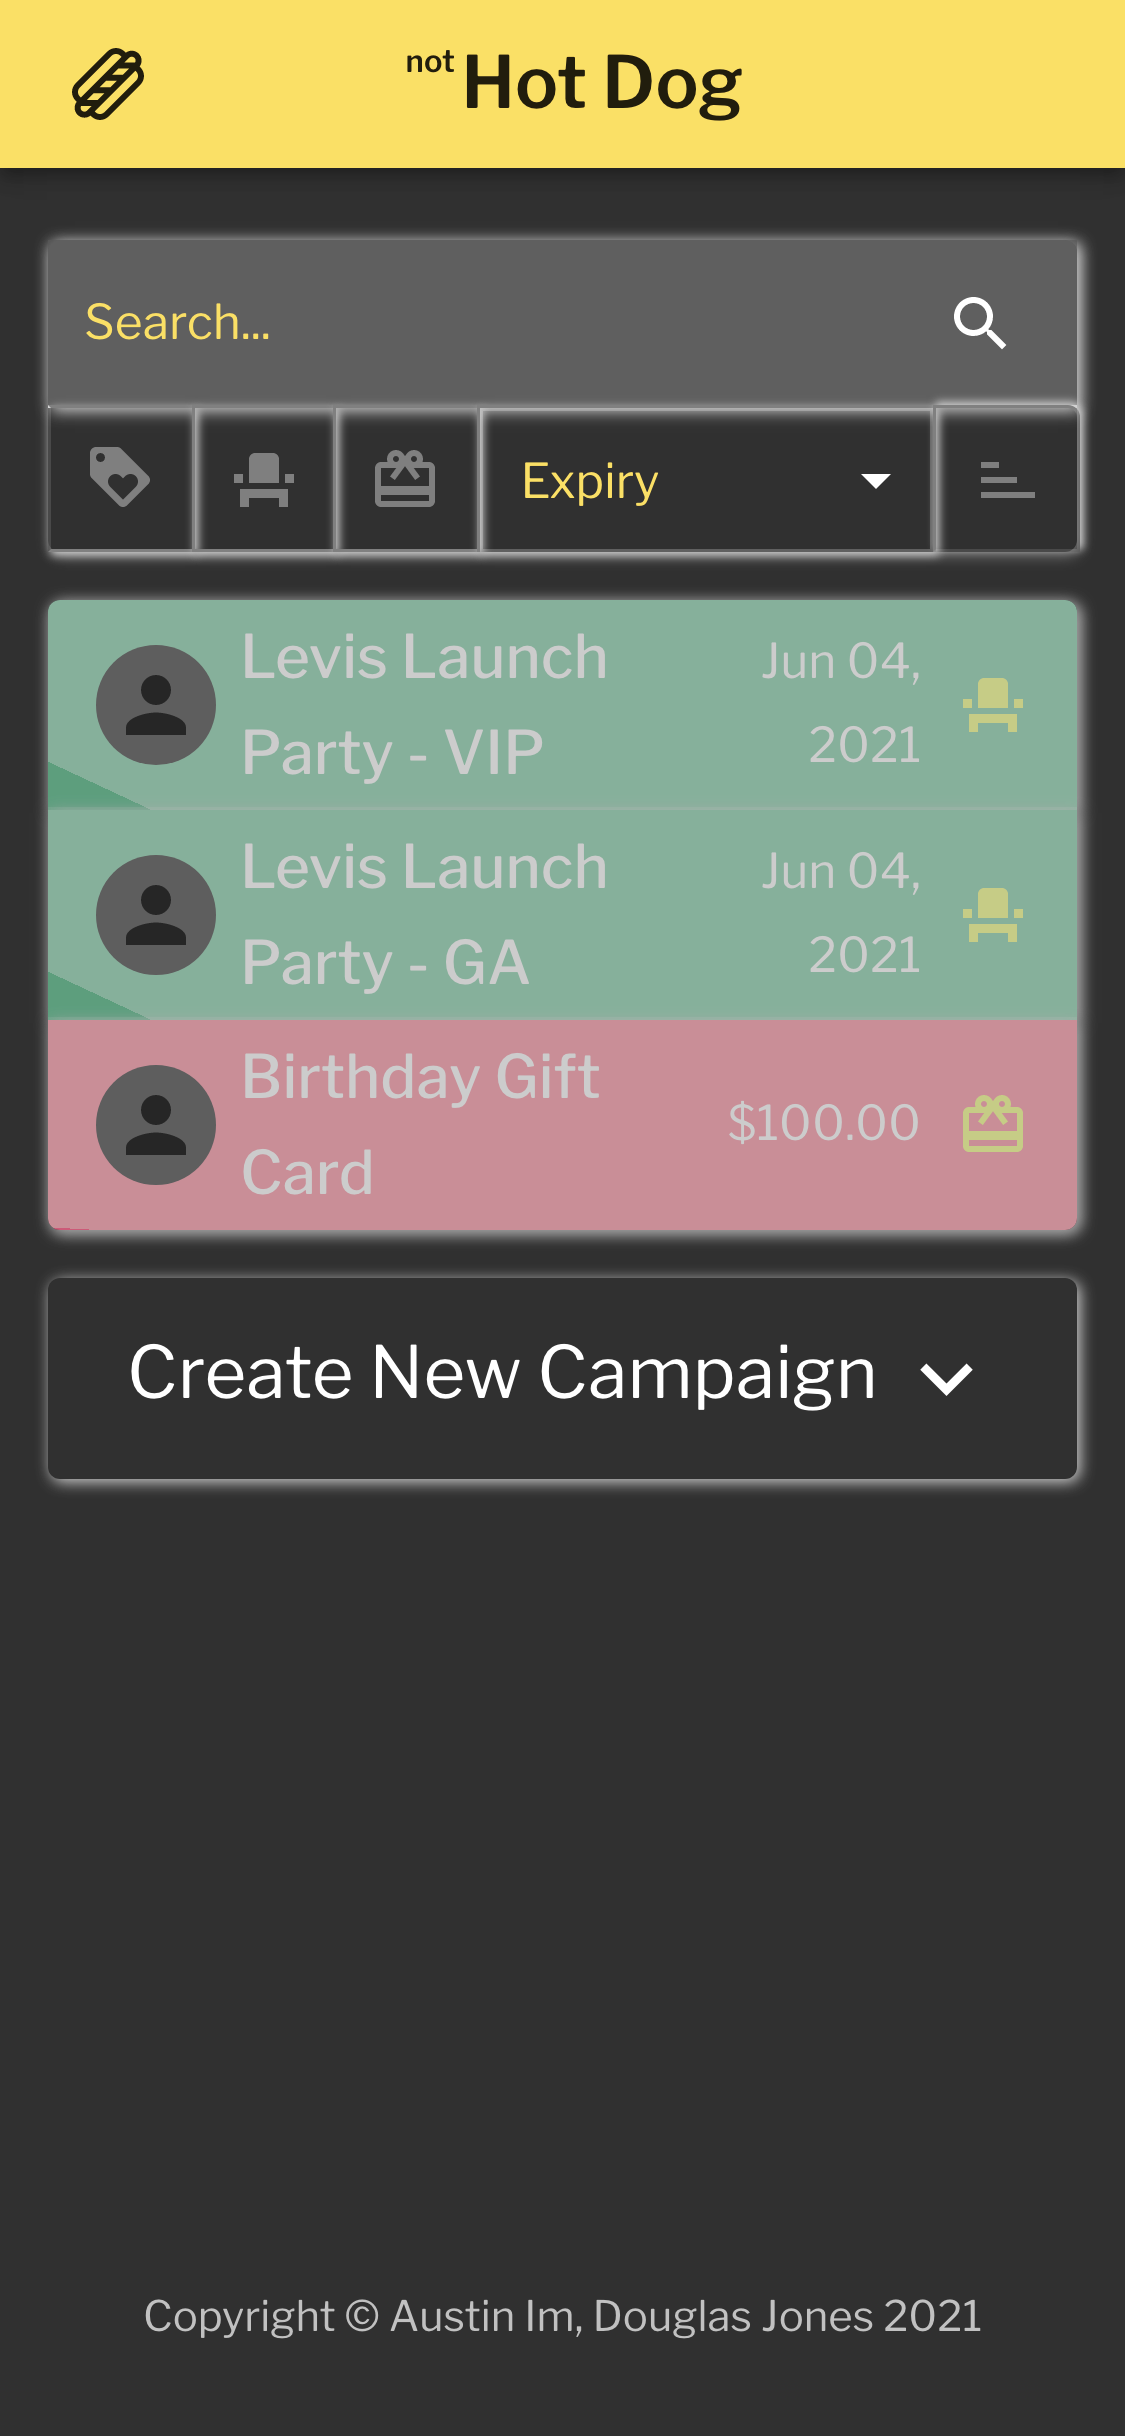 not Hot Dog
Search...
Expiry
Levis Launch
Party - VIP
Jun 04,
2021
Levis Launch
Party - GA
Jun 04,
2021
Birthday Gift
Card
$100.00
Create New Campaign
Copyright © Austin Im, Douglas Jones 2021